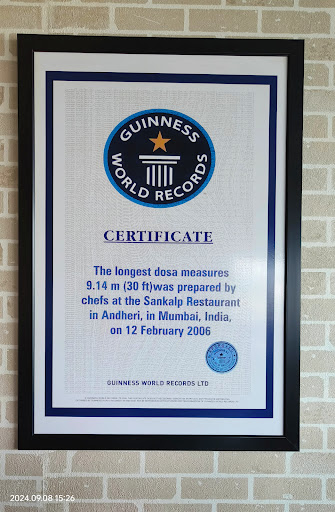 GUINNESS
WORLD RECORDS
CERTIFICATE
The longest dosa measures
9.14 m (30 ft)was prepared by
chefs at the Sankalp Restaurant
in Andheri, in Mumbai, India,
on 12 February 2006
GUINNESS WORLD RECORDS LTD
2024.09.08 15:26